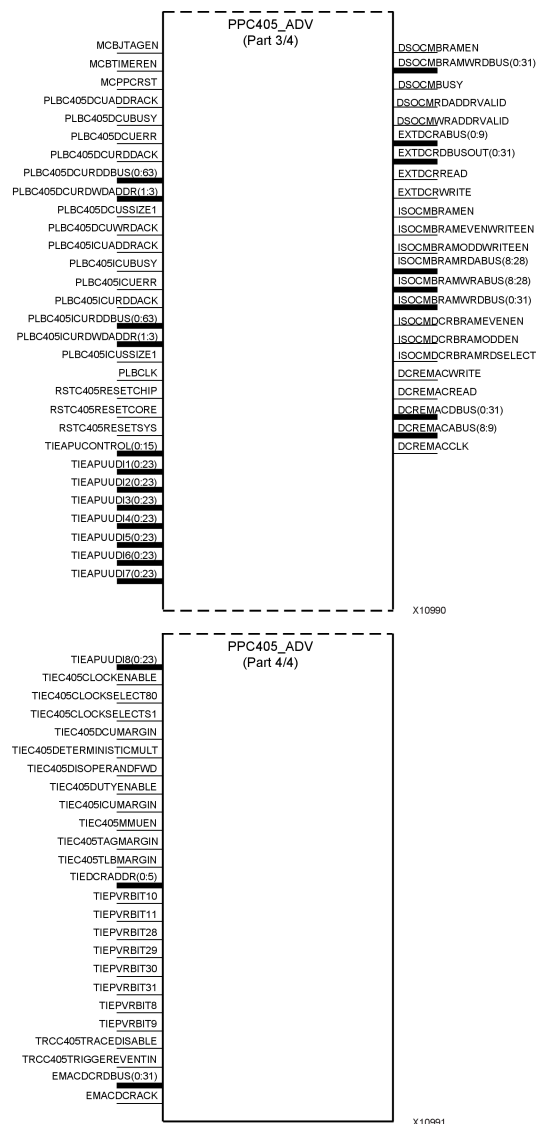 PPC405_ADV
(Part 3/4)
MCBJTAGEN
MCBTIMEREN
MCPPCRST
PLBC405DCUADDRACK
PLBC405DCUBUSY
PLBC405DCUERR
PLBC405DCURDDACK
PLBC405DCURDDBUS(0:63)
PLBC405DCURDWDADDR(1:3)
PLBC405DCUSSIZE1
PLBC405DCUWRDACK
PLBC405ICUADDRACK
PLBC405ICUBUSY
PLBC405ICUERR
PLBC405ICURDDACK
PLBC405ICURDDBUS(0:63)
PLBC405ICURDWDADDR(1:3)
PLBC405ICUSSIZE1
PLBCLK
RSTC405RESETCHIP
RSTC405RESETCORE
RSTC405RESETSYS
TIEAPUCONTROL(0:15)
TIEAPUUDI1(0:23)
TIEAPUUDI2(0:23)
TIEAPUUDI3(0:23)
TIEAPUUDI4(0:23)
TIEAPUUDI5(0:23)
TIEAPUUDI6(0:23)
TIEAPUUDI7(0:23)
DSOCMBRAMEN
DSOCMBRAMWRDBUS(0:31)
DSOCMBUSY
DSOCMRDADDRVALID
DSOCMWRADDRVALID
EXTDCRABUS(0:9)
EXTDCRDBUSOUT(0:31)
EXTDCRREAD
EXTDCRWRITE
ISOCMBRAMEN
ISOCMBRAMEVENWRITEEN
ISOCMBRAMODDWRITEEN
ISOCMBRAMRDABUS(8:28)
ISOCMBRAMWRABUS(8:28)
ISOCMBRAMWRDBUS(0:31)
ISOCMDCRBRAMEVENEN
ISOCMDCRBRAMODDEN
ISOCMDCRBRAMRDSELECT
DCREMACWRITE
DCREMACREAD
DCREMACDBUS(0:31)
DCREMACABUS(8:9)
DCREMACCLK
X10990
PPC405_ADV
(Part 4/4)
TIEAPUUDI8(0:23)
TIEC405CLOCKENABLE
TIEC405CLOCKSELECT80
TIEC405CLOCKSELECTS1
TIEC405DCUMARGIN
TIEC405DETERMINISTICMULT
TIEC405DISOPERANDFWD
TIEC405DUTYENABLE
TIEC405ICUMARGIN
TIEC405MMUEN
TIEC405TAGMARGIN
TIEC405TLBMARGIN
TIEDCRADDR(0:5)
TIEPVRBIT10
TIEPVRBIT11
TIEPVRBIT28
TIEPVRBIT29
TIEPVRBIT30
TIEPVRBIT31
TIEPVRBIT8
TIEPVRBIT9
TRCC405TRACEDISABLE
TRCC405TRIGGEREVENTIN
EMACDCRDBUS(0:31)
EMACDCRACK
X10991